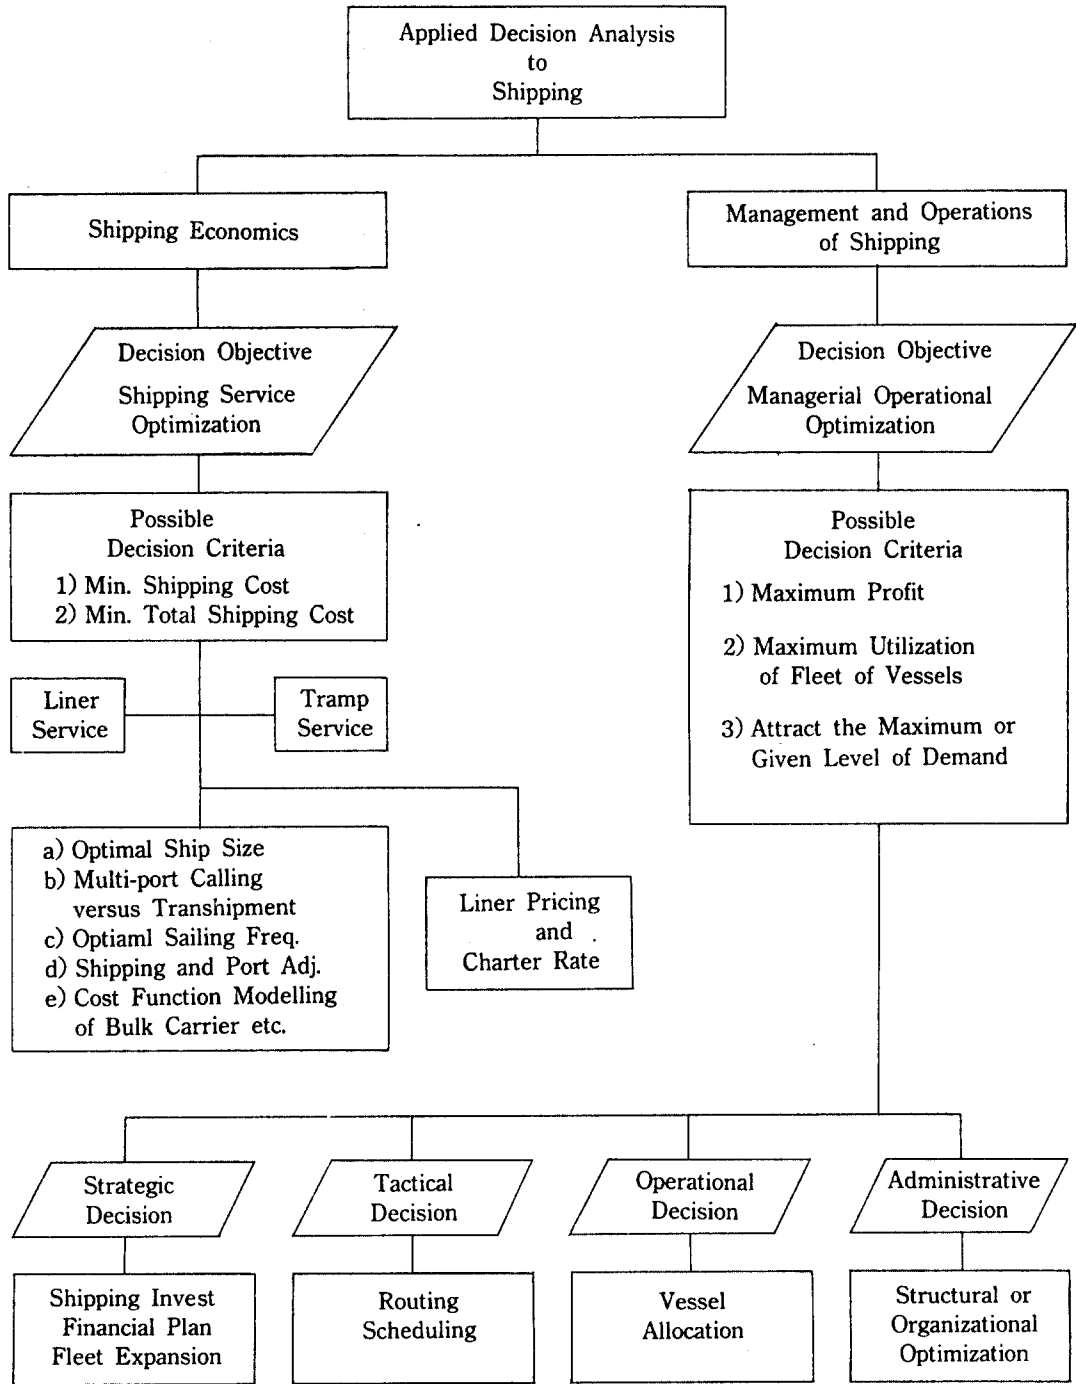 Applied Decision Analysis
to
Shipping
Shipping Economics
Management and Operations
of Shipping
Decision Objective
Shipping Service
Optimization
Decision Objective
Managerial Operational
Optimization
Possible
Decision Criteria
1) Min. Shipping Cost
2) Min. Total Shipping Cost
Possible
Decision Criteria
1) Maximum Profit
2) Maximum Utilization
of Fleet of Vessels
3) Attract the Maximum or
Given Level of Demand
Liner
Service
Tramp
Service
a) Optimal Ship Size
b) Multi-port Calling
versus Transhipment
c) Optiaml Sailing Freq.
d) Shipping and Port Adj.
e) Cost Function Modelling
of Bulk Carrier etc.
Liner Pricing
and
Charter Rate
Strategic
Decision
Tactical
Decision
Operational
Decision
Administrative
Decision
Shipping Invest
Financial Plan
Fleet Expansion
Routing
Scheduling
Vessel
Allocation
Structural or
Organizational
Optimization